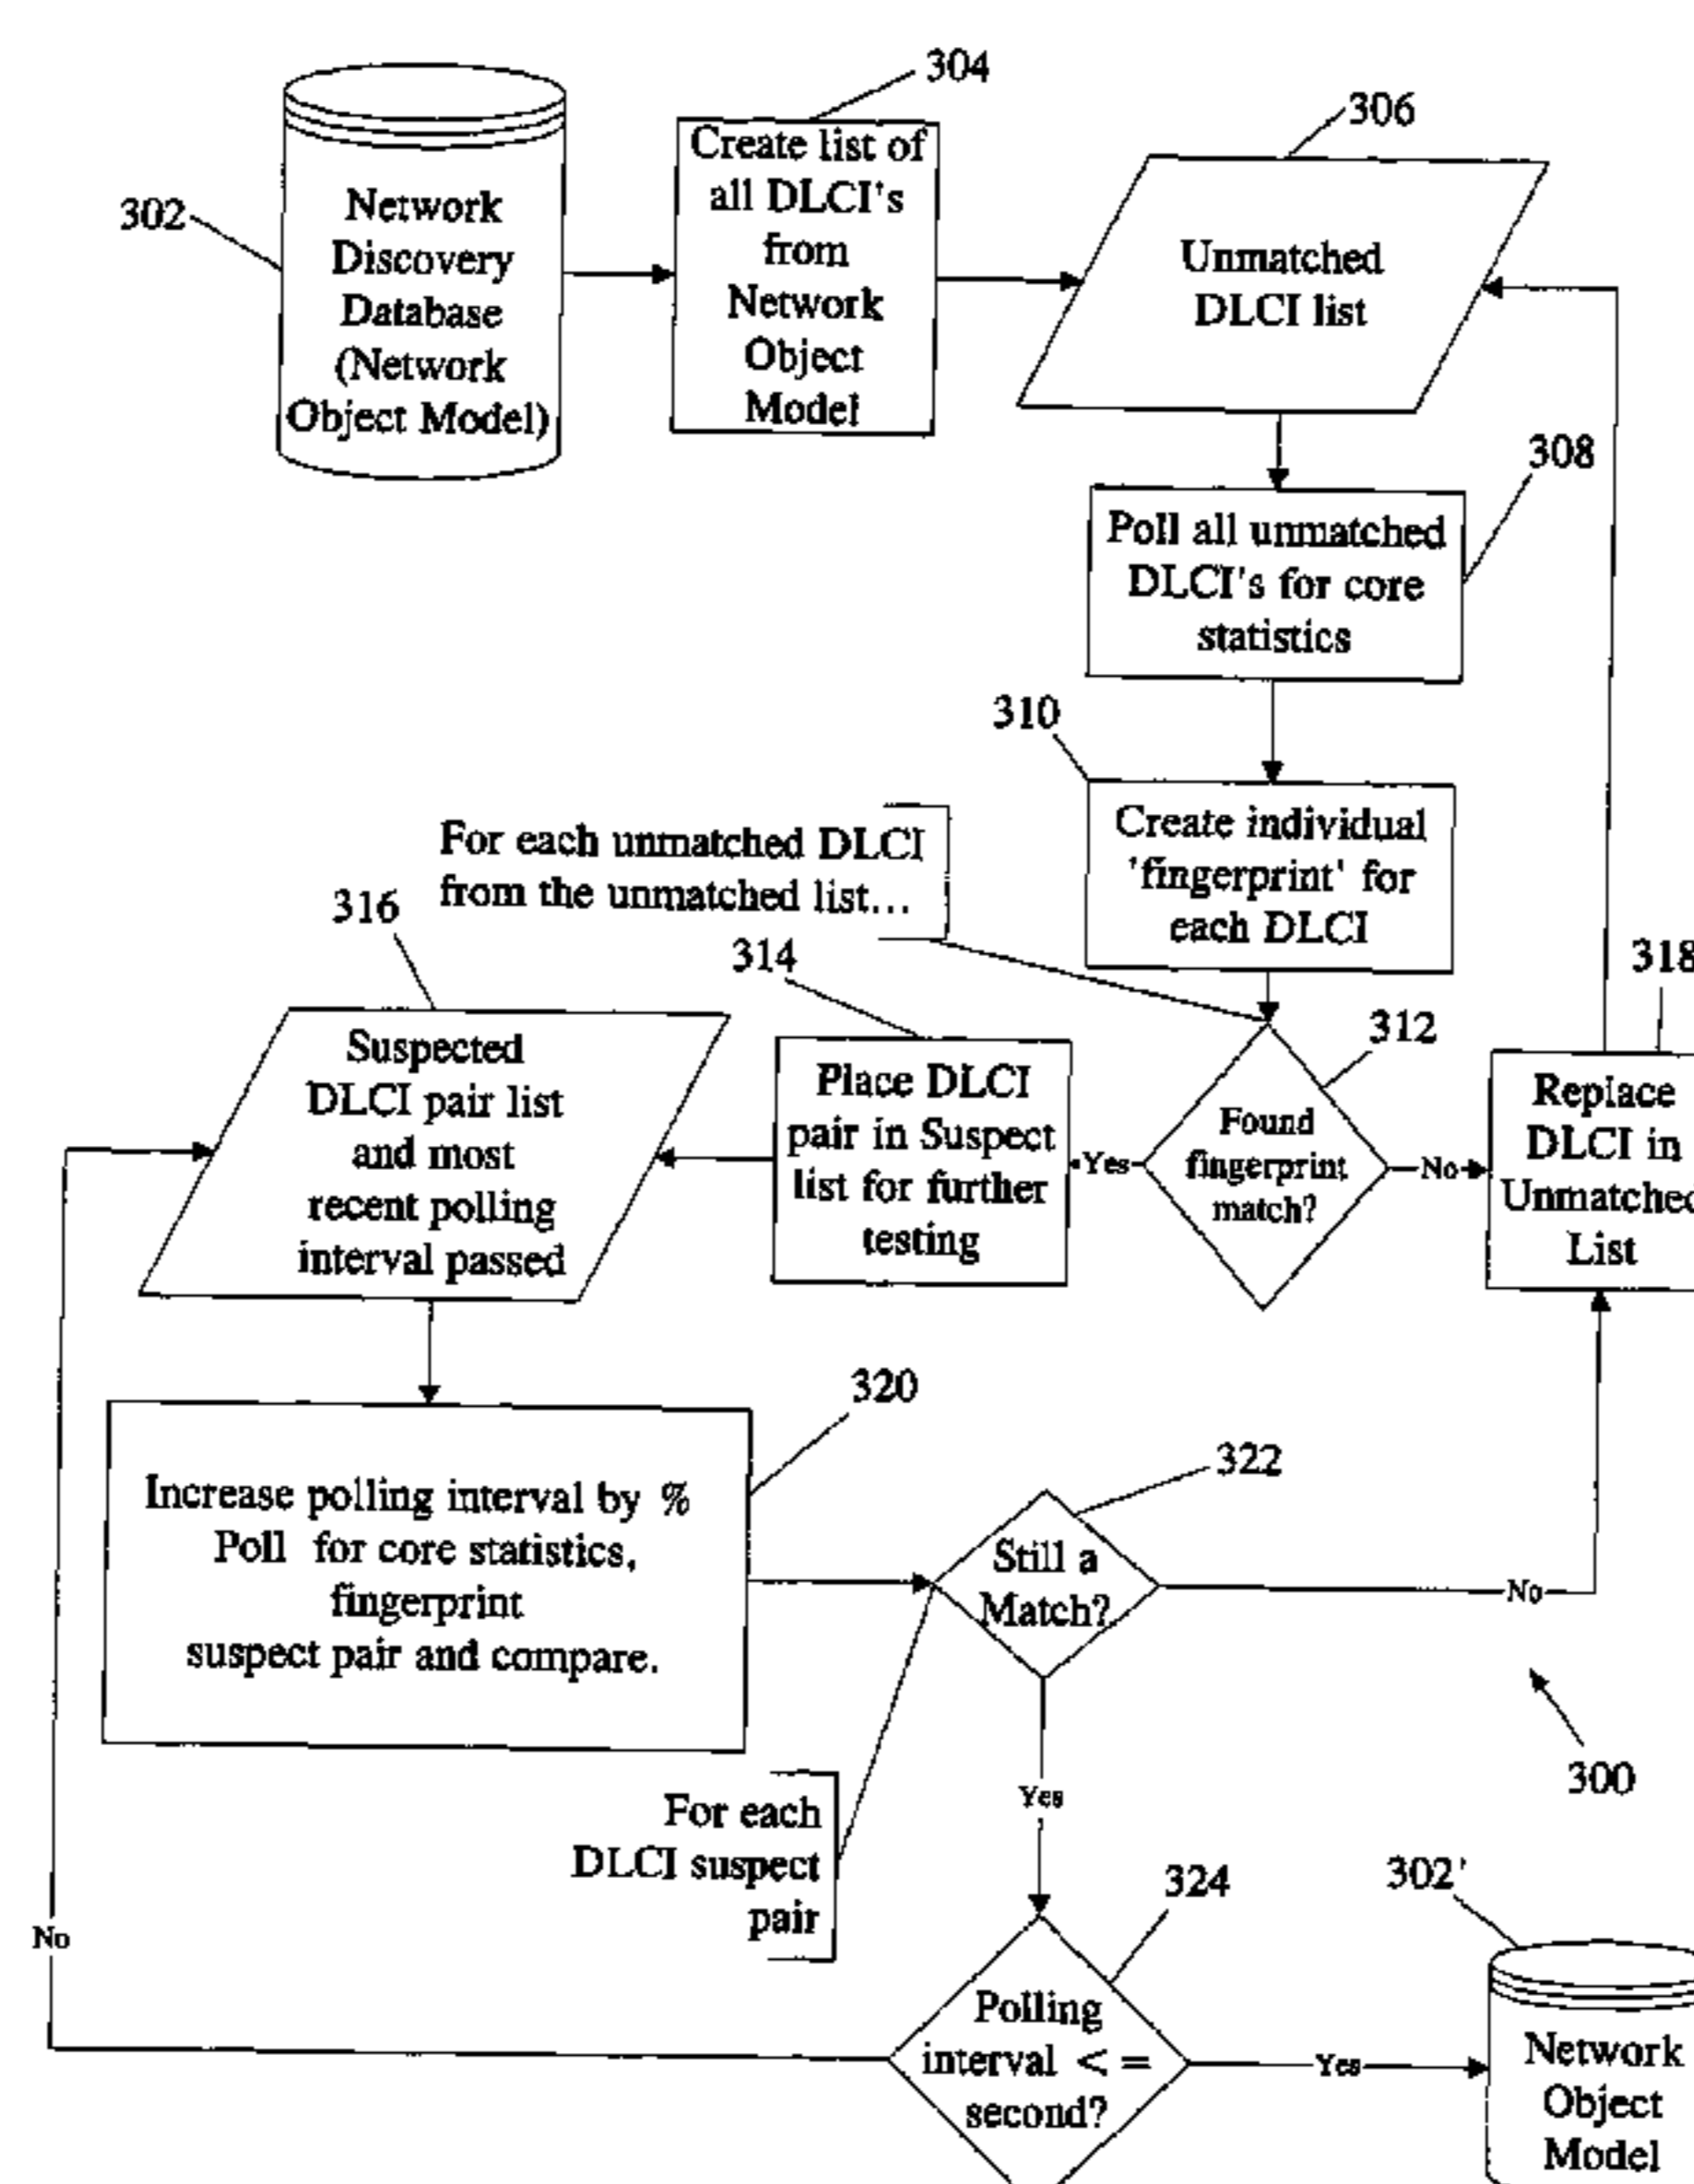 304
306
302
Network
Discovery
Database
(Network
Object Model)
Create list of
all DLCI's
from
Network
Object
Model
Unmatched
DLCI list
308
Poll all unmatched
DLCI's for core
statistics
310
Create individual
'fingerprint' for
each DLCI
For each unmatched DLCI
from the unmatched list...
316
314
318
312
Suspected
DLCI pair list
and most
recent polling
interval passed
Place DLCI
pair in Suspect
list for further
testing
Yes
Found
fingerprint
match?
No
Replace
DLCI in
Unmatched
List
320
Increase polling interval by %
Poll for core statistics,
fingerprint
suspect pair and compare.
322
Still a
Match?
No
300
Yes
For each
DLCI suspect
pair
324
302'
No
Polling
interval < =
second?
Yes
Network
Object
Model